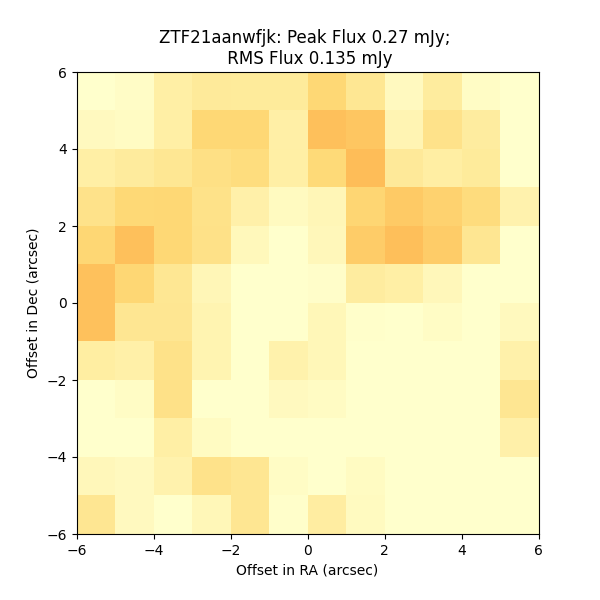 ZTF21aanwfjk: Peak Flux 0.27 mJy;
RMS Flux 0.135 mJy
6
4
2
0
−2
−4
−6
Offset in Dec (arcsec)
−6 −4 −2 0 2 4 6
Offset in RA (arcsec)